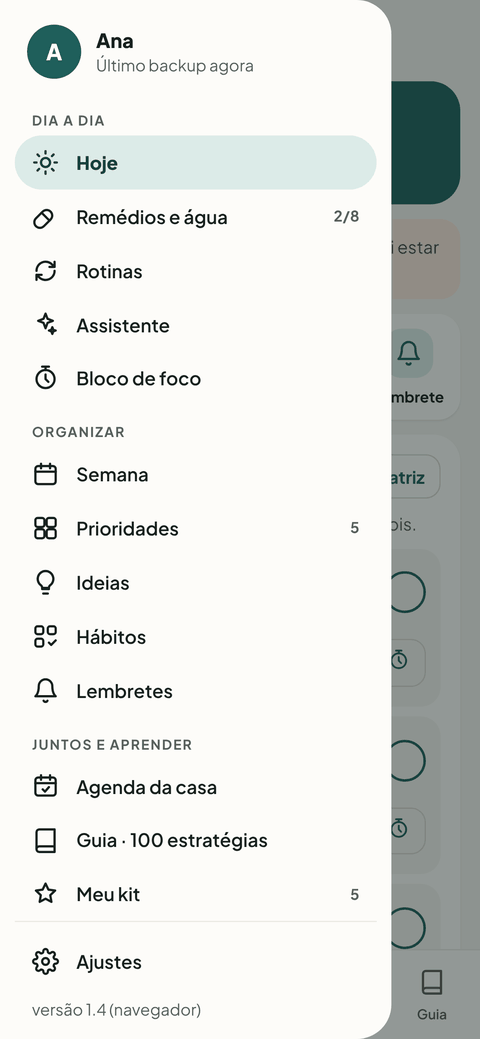 A
Ana
Último backup agora
DIA A DIA
Hoje
Remédios e água 2/8
Rotinas
Assistente
Bloco de foco
ORGANIZAR
Semana
Prioridades 5
Ideias
Hábitos
Lembretes
JUNTOS E APRENDER
Agenda da casa
Guia · 100 estratégias
Meu kit 5
Ajustes
versão 1.4 (navegador)
i estar
mbrete
atriz
ois.
Guia